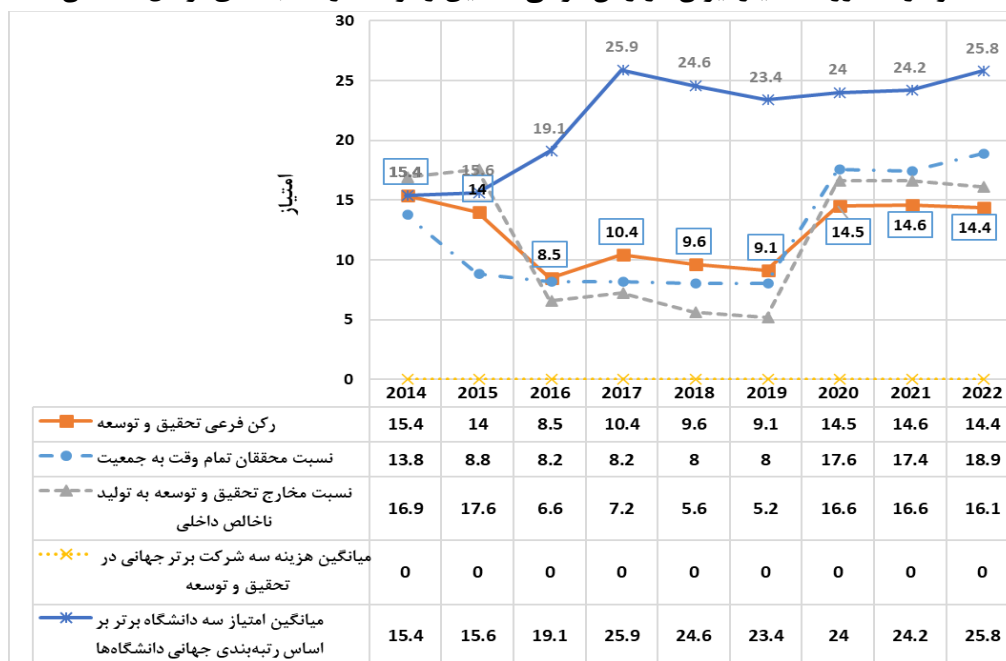 30
25
20
15
10
5
0
امتیاز
15.4 15.6 19.1 25.9 24.6 23.4 24 24.2 25.8
14 8.5 10.4 9.6 9.1 14.5 14.6 14.4
2014 2015 2016 2017 2018 2019 2020 2021 2022
رکن فرعی تحقیق و توسعه 15.4 14 8.5 10.4 9.6 9.1 14.5 14.6 14.4
نسبت محققان تمام وقت به جمعیت 13.8 8.8 8.2 8.2 8 8 17.6 17.4 18.9
نسبت مخارج تحقیق و توسعه به تولید
ناخالص داخلی 16.9 17.6 6.6 7.2 5.6 5.2 16.6 16.6 16.1
میانگین هزینه سه شرکت برتر جهانی در
تحقیق و توسعه 0 0 0 0 0 0 0 0 0
میانگین امتیاز سه دانشگاه برتر بر
اساس رتبه‌بندی جهانی دانشگاه‌ها 15.4 15.6 19.1 25.9 24.6 23.4 24 24.2 25.8